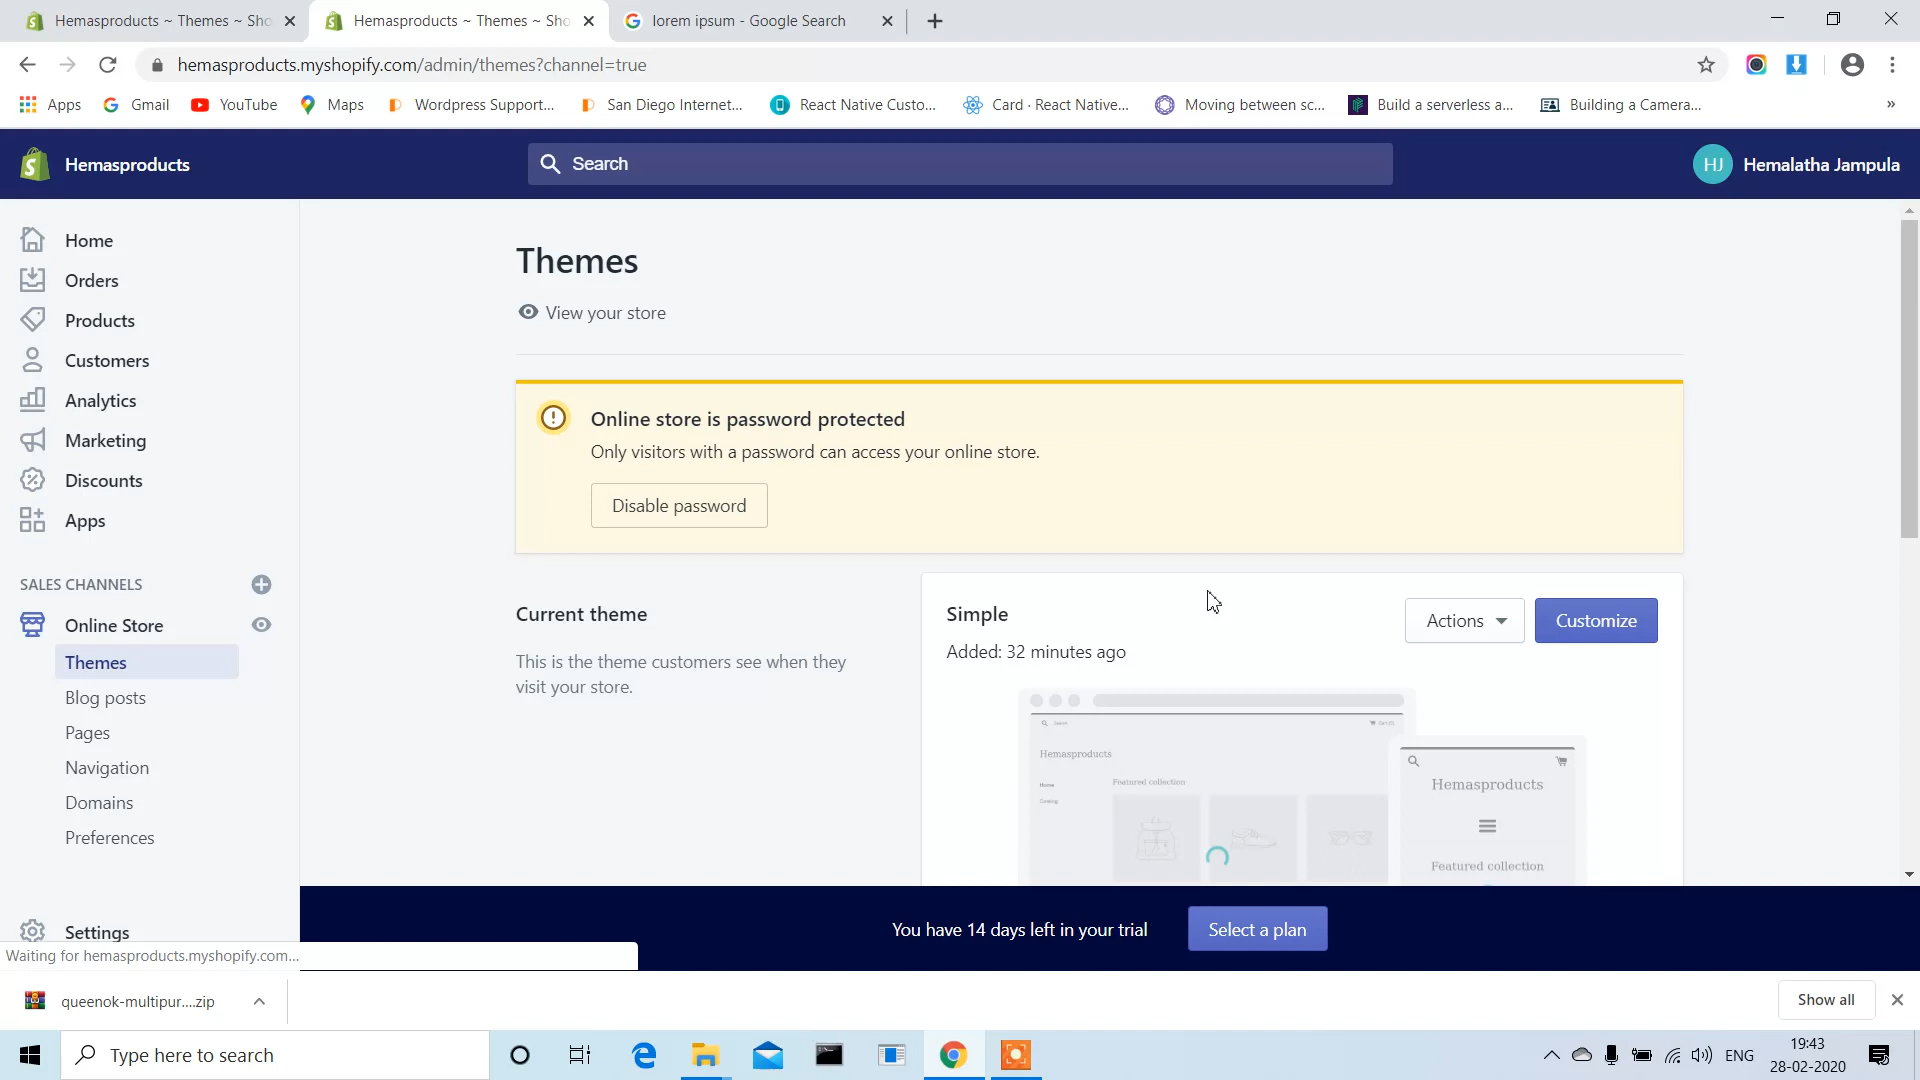 Hemasproducts ~ Themes ~ Sho
Hemasproducts ~ Themes ~ Sho
lorem ipsum - Google Search
hemasproducts.myshopify.com/admin/themes?channel=true
Apps
Gmail
YouTube
Maps
Wordpress Support...
San Diego Internet...
React Native Custo...
Card · React Native...
Moving between sc...
Build a serverless a...
Building a Camera...
»
Hemasproducts
Search
HJ
Hemalatha Jampula
Home
Orders
Products
Customers
Analytics
Marketing
Discounts
Apps
SALES CHANNELS
Online Store
Themes
Blog posts
Pages
Navigation
Domains
Preferences
Settings
Themes
View your store
Online store is password protected
Only visitors with a password can access your online store.
Disable password
Current theme
This is the theme customers see when they
visit your store.
Simple
Added: 32 minutes ago
Actions
Customize
Search
Hemasproducts
Home
Catalog
Featured collection
Hemasproducts
Featured collection
You have 14 days left in your trial
Select a plan
Waiting for hemasproducts.myshopify.com...
queenok-multipur....zip
Show all
Type here to search
ENG
19:43
28-02-2020